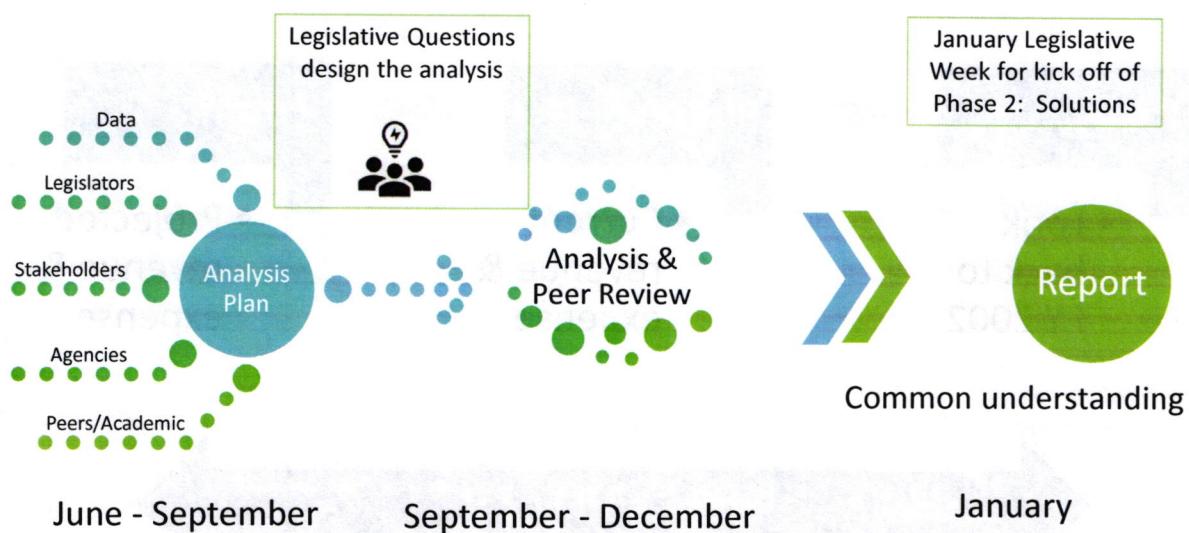 Legislative Questions
design the analysis
January Legislative
Week for kick off of
Phase 2: Solutions
Data
Legislators
Stakeholders
Agencies
Peers/Academic
Analysis
Plan
Analysis &
Peer Review
Report
Common understanding
June - September
September - December
January